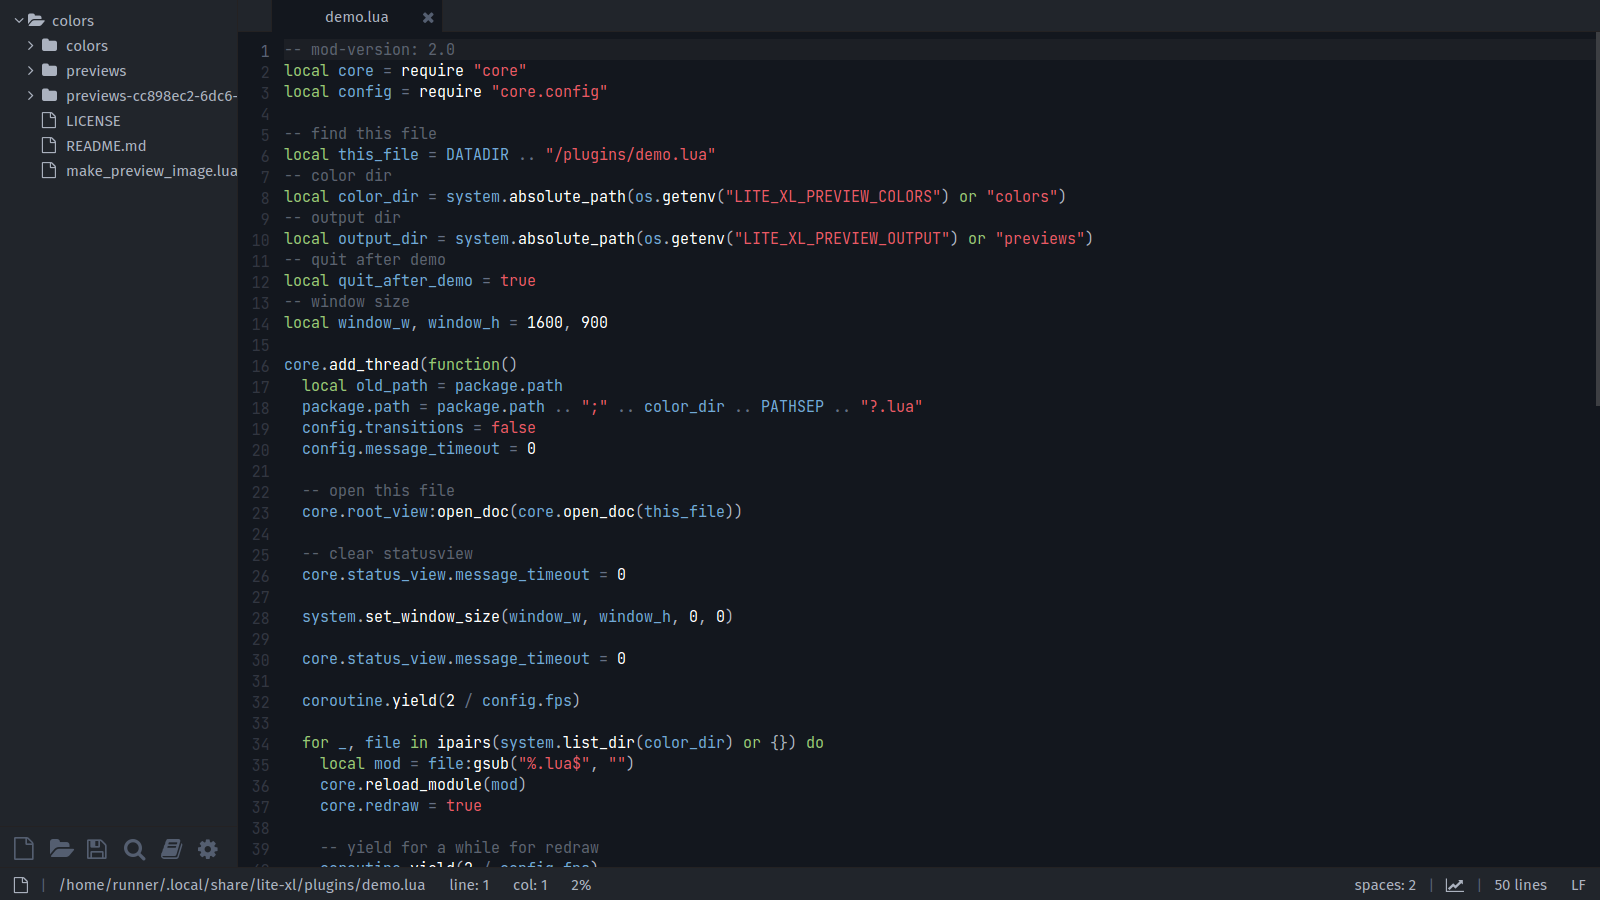 colors
colors
previews
previews-cc898ec2-6dc6-
LICENSE
README.md
make_preview_image.lua
demo.lua
1 -- mod-version: 2.0
2 local core = require "core"
3 local config = require "core.config"
4
5 -- find this file
6 local this_file = DATADIR .. "/plugins/demo.lua"
7 -- color dir
8 local color_dir = system.absolute_path(os.getenv("LITE_XL_PREVIEW_COLORS") or "colors")
9 -- output dir
10 local output_dir = system.absolute_path(os.getenv("LITE_XL_PREVIEW_OUTPUT") or "previews")
11 -- quit after demo
12 local quit_after_demo = true
13 -- window size
14 local window_w, window_h = 1600, 900
15
16 core.add_thread(function()
17   local old_path = package.path
18   package.path = package.path .. ";" .. color_dir .. PATHSEP .. "?.lua"
19   config.transitions = false
20   config.message_timeout = 0
21
22   -- open this file
23   core.root_view:open_doc(core.open_doc(this_file))
24
25   -- clear statusview
26   core.status_view.message_timeout = 0
27
28   system.set_window_size(window_w, window_h, 0, 0)
29
30   core.status_view.message_timeout = 0
31
32   coroutine.yield(2 / config.fps)
33
34   for _, file in ipairs(system.list_dir(color_dir) or {}) do
35     local mod = file:gsub("%.lua$", "")
36     core.reload_module(mod)
37     core.redraw = true
38
39     -- yield for a while for redraw
40     coroutine.yield(2 / config.fps)
/home/runner/.local/share/lite-xl/plugins/demo.lua line: 1 col: 1 2% spaces: 2 50 lines LF